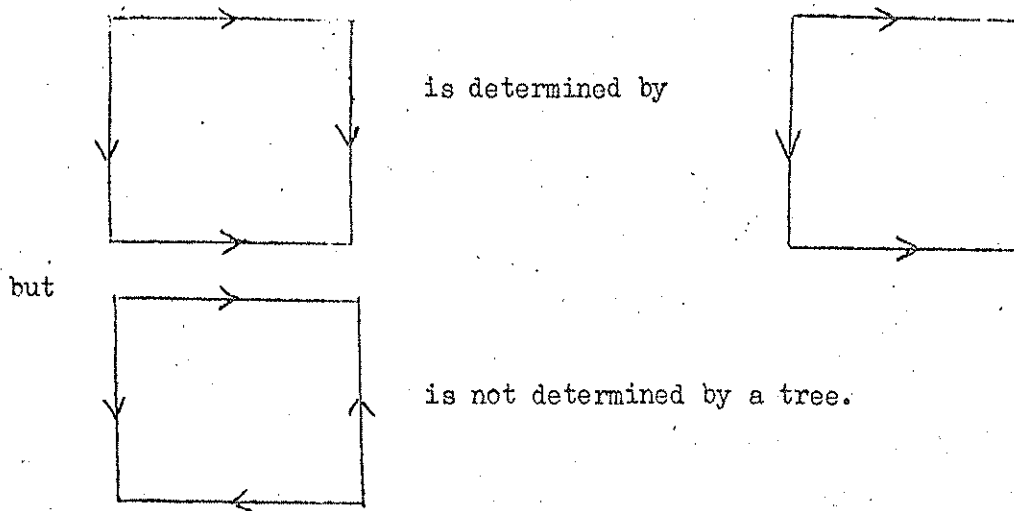 is determined by
but
is not determined by a tree.